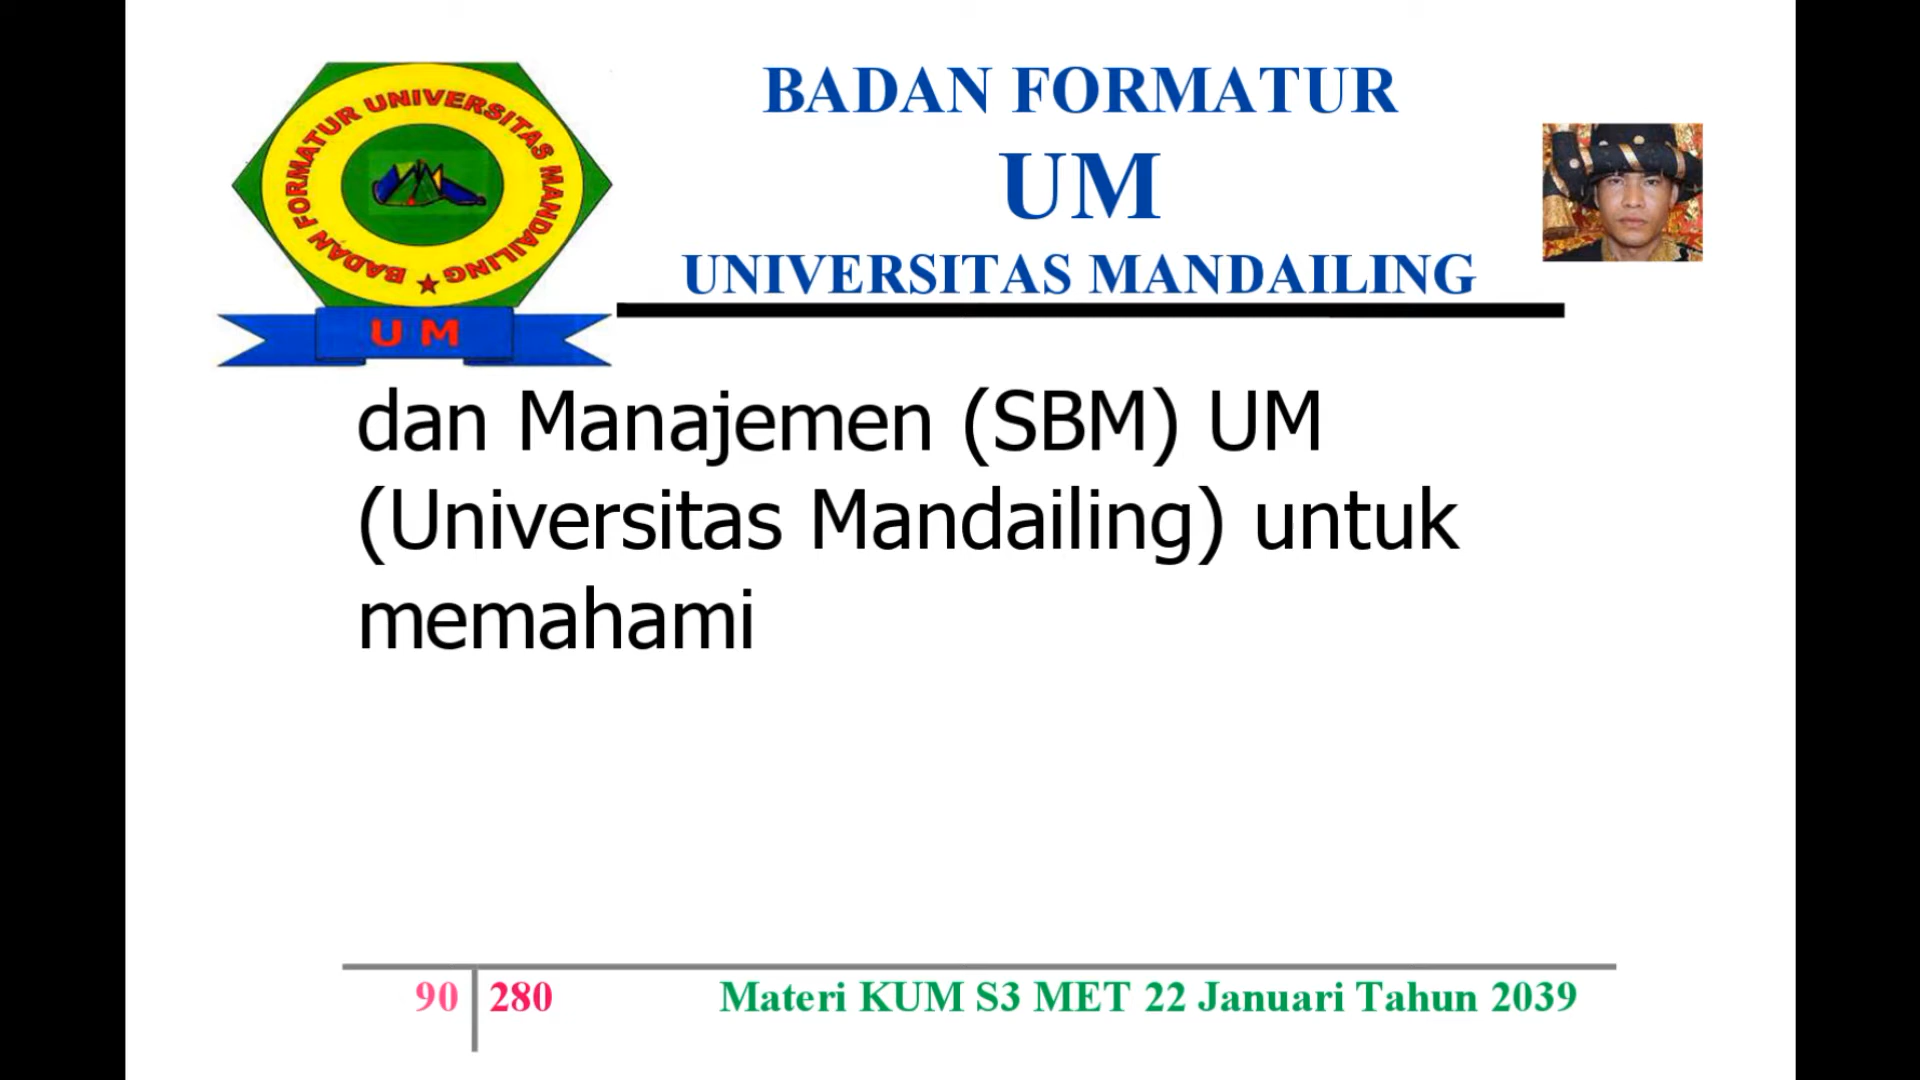 BADAN FORMATUR UNIVERSITAS MANDAILING
U M
BADAN FORMATUR
UM
UNIVERSITAS MANDAILING
dan Manajemen (SBM) UM
(Universitas Mandailing) untuk
memahami
90 280
Materi KUM S3 MET 22 Januari Tahun 2039